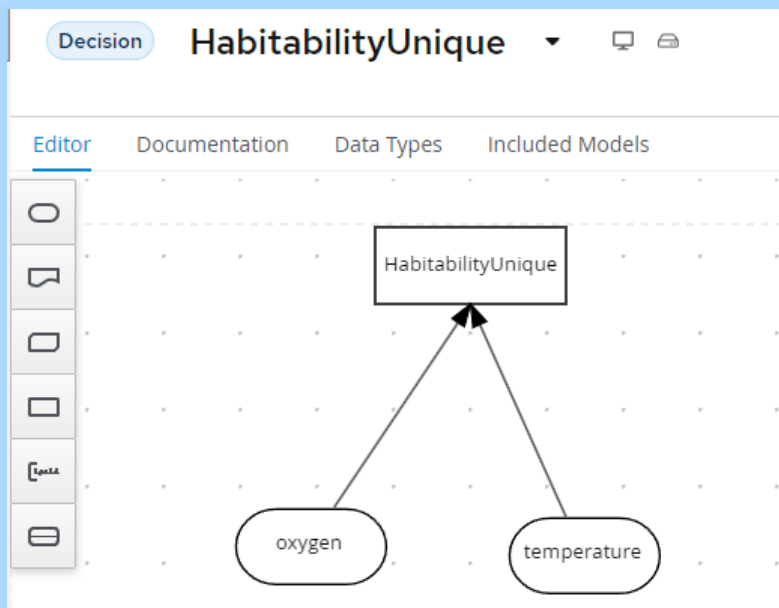 Decision HabitabilityUnique
Editor Documentation Data Types Included Models
HabitabilityUnique
oxygen
temperature